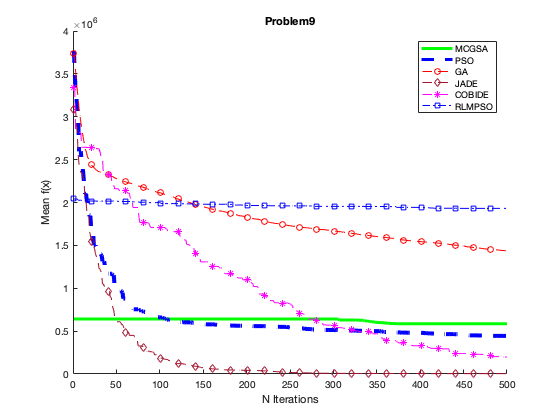 Problem9
×10^6
4
3.5
3
2.5
2
1.5
1
0.5
0
Mean f(x)
0 50 100 150 200 250 300 350 400 450 500
N Iterations
MCGSA
PSO
GA
JADE
COBIDE
RLMPSO